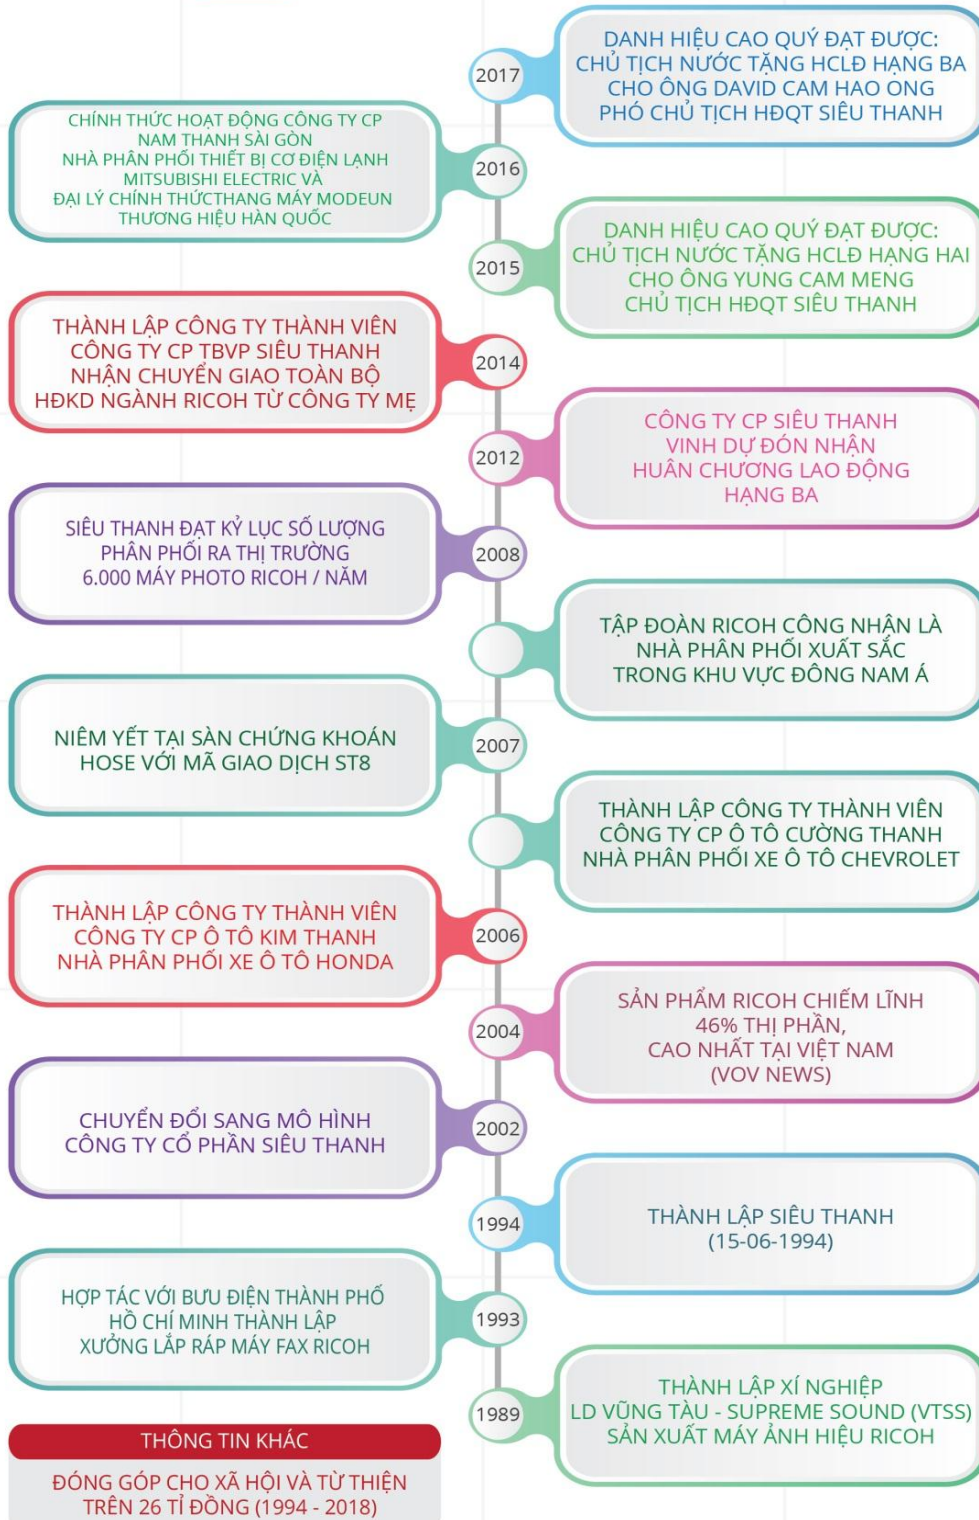 2017
DANH HIỆU CAO QUÝ ĐẠT ĐƯỢC:
CHỦ TỊCH NƯỚC TẶNG HCLĐ HẠNG BA
CHO ÔNG DAVID CAM HAO ONG
PHÓ CHỦ TỊCH HĐQT SIÊU THANH
CHÍNH THỨC HOẠT ĐỘNG CÔNG TY CP
NAM THANH SÀI GÒN
NHÀ PHÂN PHỐI THIẾT BỊ CƠ ĐIỆN LẠNH
MITSUBISHI ELECTRIC VÀ
ĐẠI LÝ CHÍNH THỨCTHANG MÁY MODEUN
THƯƠNG HIỆU HÀN QUỐC
2016
2015
DANH HIỆU CAO QUÝ ĐẠT ĐƯỢC:
CHỦ TỊCH NƯỚC TẶNG HCLĐ HẠNG HAI
CHO ÔNG YUNG CAM MENG
CHỦ TỊCH HĐQT SIÊU THANH
THÀNH LẬP CÔNG TY THÀNH VIÊN
CÔNG TY CP TBVP SIÊU THANH
NHẬN CHUYỂN GIAO TOÀN BỘ
HĐKD NGÀNH RICOH TỪ CÔNG TY MẸ
2014
2012
CÔNG TY CP SIÊU THANH
VINH DỰ ĐÓN NHẬN
HUÂN CHƯƠNG LAO ĐỘNG
HẠNG BA
SIÊU THANH ĐẠT KỶ LỤC SỐ LƯỢNG
PHÂN PHỐI RA THỊ TRƯỜNG
6.000 MÁY PHOTO RICOH / NĂM
2008
TẬP ĐOÀN RICOH CÔNG NHẬN LÀ
NHÀ PHÂN PHỐI XUẤT SẮC
TRONG KHU VỰC ĐÔNG NAM Á
NIÊM YẾT TẠI SÀN CHỨNG KHOÁN
HOSE VỚI MÃ GIAO DỊCH ST8
2007
THÀNH LẬP CÔNG TY THÀNH VIÊN
CÔNG TY CP Ô TÔ CƯỜNG THANH
NHÀ PHÂN PHỐI XE Ô TÔ CHEVROLET
THÀNH LẬP CÔNG TY THÀNH VIÊN
CÔNG TY CP Ô TÔ KIM THANH
NHÀ PHÂN PHỐI XE Ô TÔ HONDA
2006
2004
SẢN PHẨM RICOH CHIẾM LĨNH
46% THỊ PHẦN,
CAO NHẤT TẠI VIỆT NAM
(VOV NEWS)
CHUYỂN ĐỔI SANG MÔ HÌNH
CÔNG TY CỔ PHẦN SIÊU THANH
2002
1994
THÀNH LẬP SIÊU THANH
(15-06-1994)
HỢP TÁC VỚI BƯU ĐIỆN THÀNH PHỐ
HỒ CHÍ MINH THÀNH LẬP
XƯỞNG LẮP RÁP MÁY FAX RICOH
1993
1989
THÀNH LẬP XÍ NGHIỆP
LD VŨNG TÀU - SUPREME SOUND (VTSS)
SẢN XUẤT MÁY ẢNH HIỆU RICOH
THÔNG TIN KHÁC
ĐÓNG GÓP CHO XÃ HỘI VÀ TỪ THIỆN
TRÊN 26 TỈ ĐỒNG (1994 - 2018)